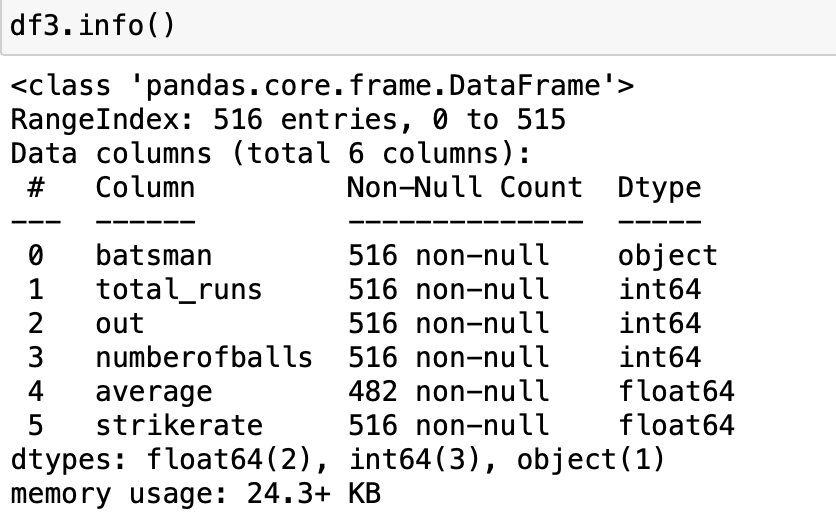 df3.info()
<class 'pandas.core.frame.DataFrame'>
RangeIndex: 516 entries, 0 to 515
Data columns (total 6 columns):
 #   Column         Non-Null Count  Dtype
---  ------         --------------  -----
 0   batsman        516 non-null    object
 1   total_runs     516 non-null    int64
 2   out            516 non-null    int64
 3   numberofballs  516 non-null    int64
 4   average        482 non-null    float64
 5   strikerate     516 non-null    float64
dtypes: float64(2), int64(3), object(1)
memory usage: 24.3+ KB